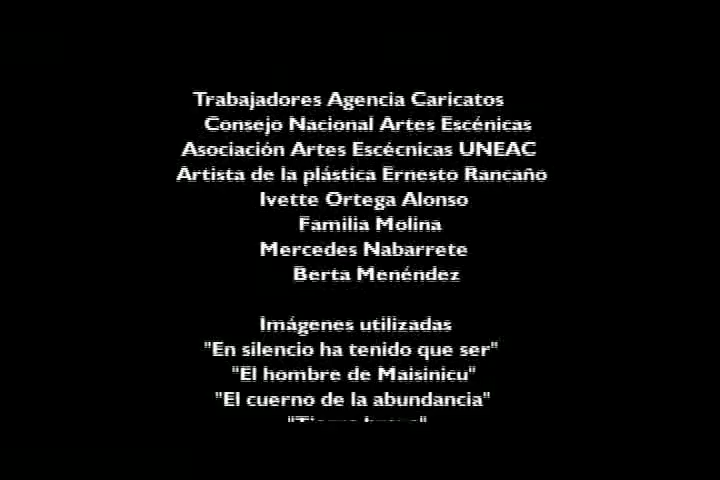 Trabajadores Agencia Caricatos
Consejo Nacional Artes Escénicas
Asociación Artes Escécnicas UNEAC
Artista de la plástica Ernesto Rancaño
Ivette Ortega Alonso
Familia Molina
Mercedes Nabarrete
Berta Menéndez
Imágenes utilizadas
"En silencio ha tenido que ser"
"El hombre de Maisinicu"
"El cuerno de la abundancia"